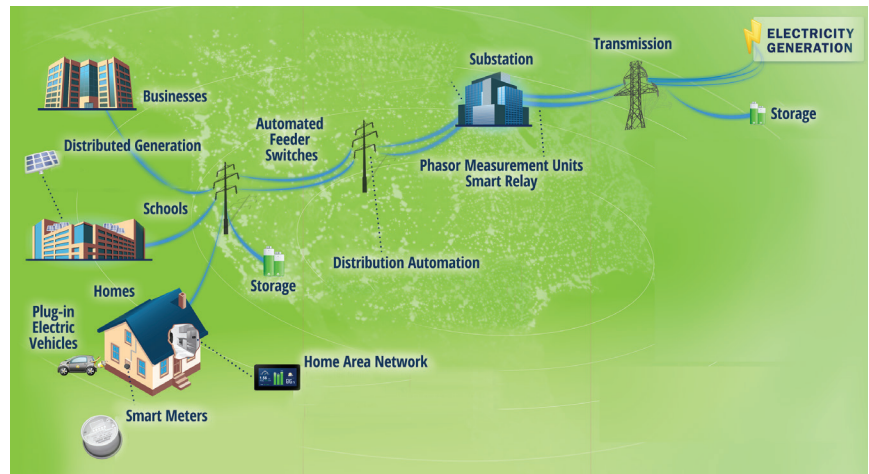 ELECTRICITY
GENERATION
Transmission
Substation
Storage
Businesses
Automated
Feeder
Switches
Distributed Generation
Phasor Measurement Units
Smart Relay
Schools
Distribution Automation
Storage
Homes
Plug-in
Electric
Vehicles
Home Area Network
Smart Meters